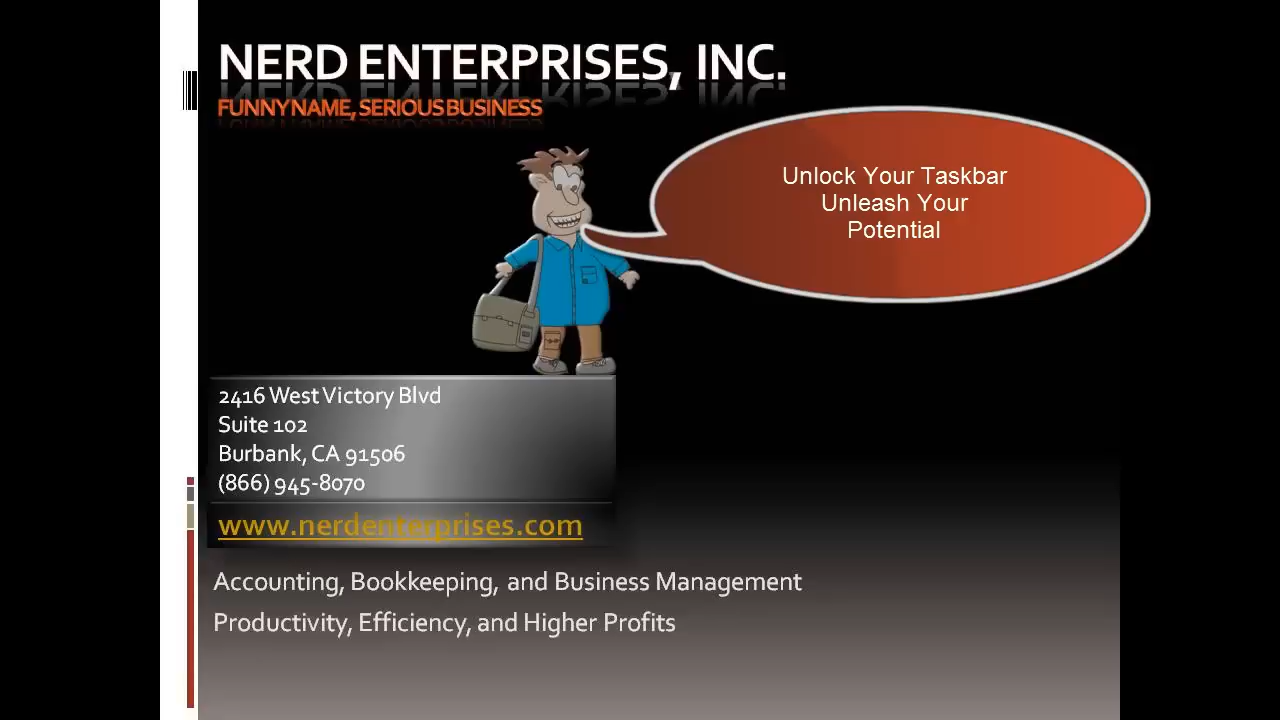 NERD ENTERPRISES, INC.
FUNNY NAME, SERIOUS BUSINESS
Unlock Your Taskbar
Unleash Your
Potential
2416 West Victory Blvd
Suite 102
Burbank, CA 91506
(866) 945-8070
www.nerdenterprises.com
Accounting, Bookkeeping, and Business Management
Productivity, Efficiency, and Higher Profits